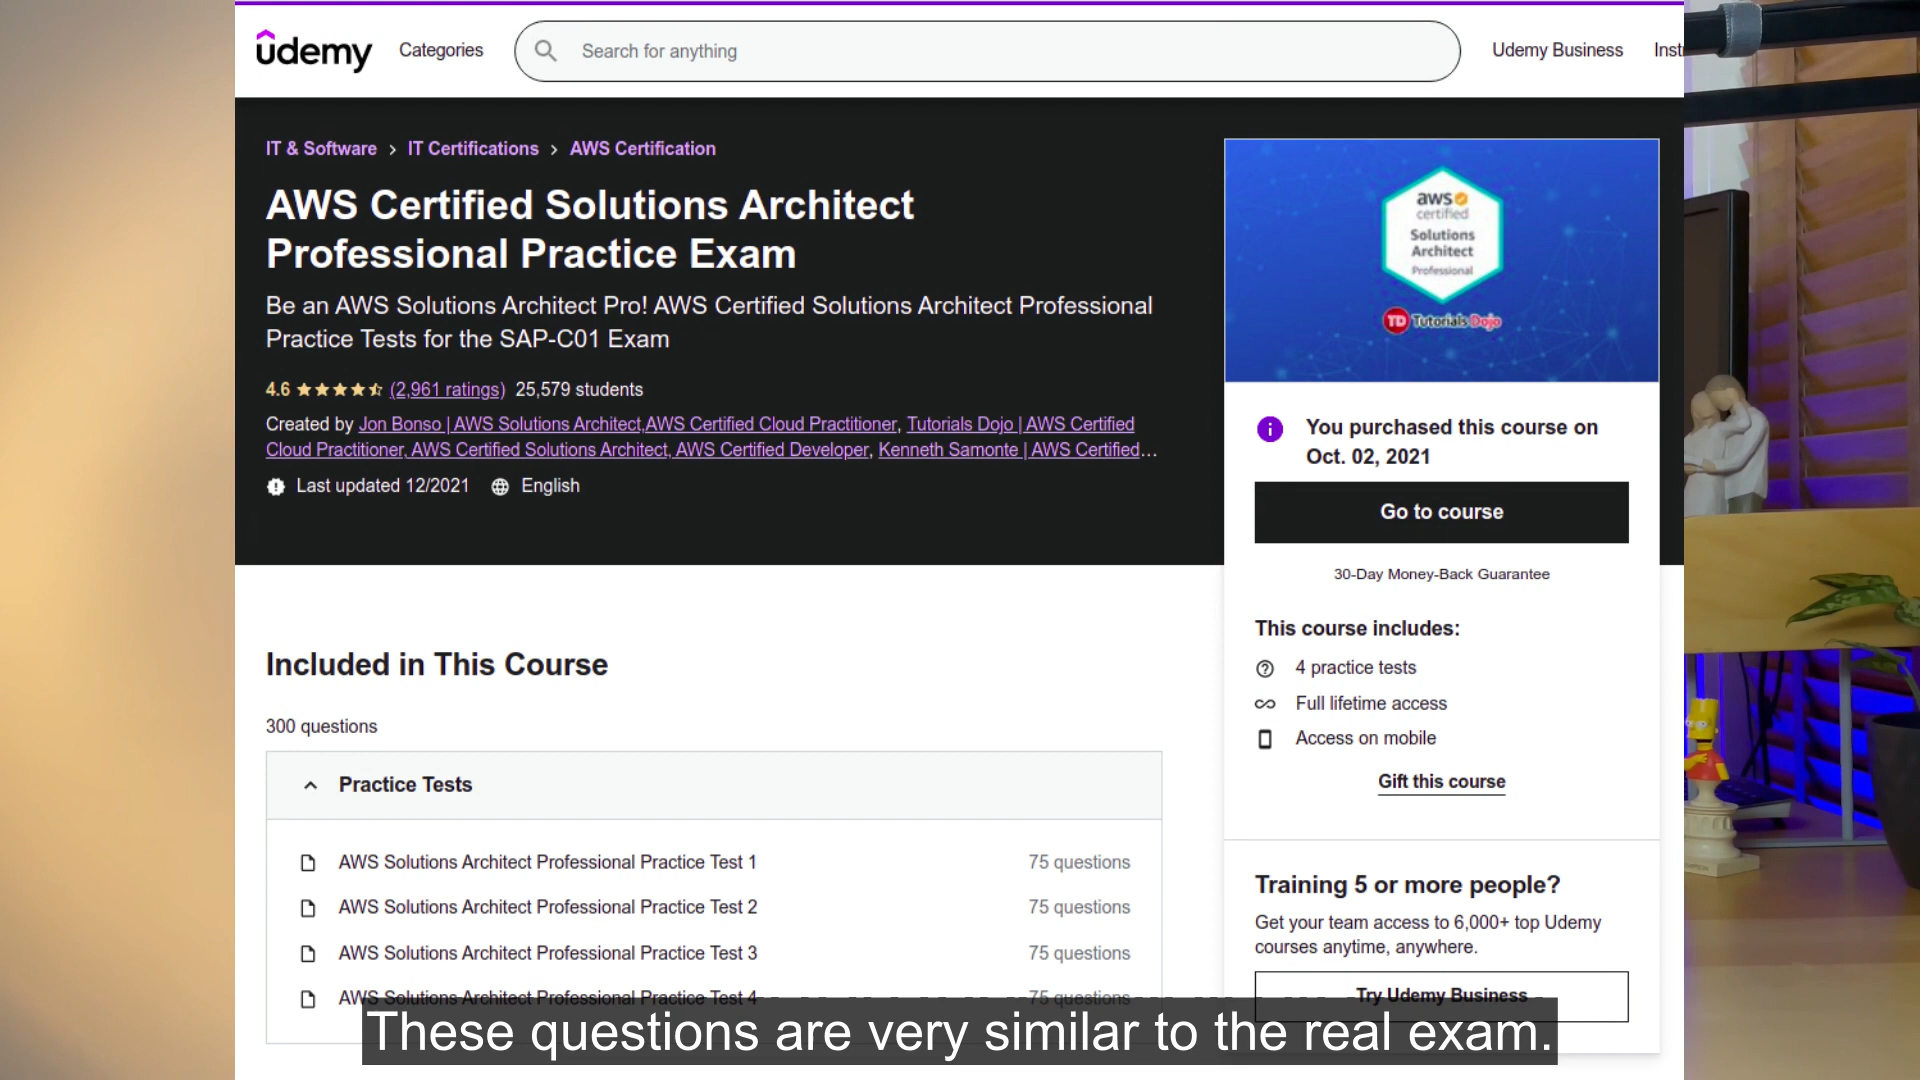 udemy
Categories
Search for anything
Udemy Business
Inst
IT & Software > IT Certifications > AWS Certification
AWS Certified Solutions Architect
Professional Practice Exam
Be an AWS Solutions Architect Pro! AWS Certified Solutions Architect Professional
Practice Tests for the SAP-C01 Exam
4.6 (2,961 ratings) 25,579 students
Created by Jon Bonso | AWS Solutions Architect,AWS Certified Cloud Practitioner, Tutorials Dojo | AWS Certified
Cloud Practitioner, AWS Certified Solutions Architect, AWS Certified Developer, Kenneth Samonte | AWS Certified...
Last updated 12/2021 English
aws
certified
Solutions
Architect
Professional
TD Tutorials Dojo
You purchased this course on
Oct. 02, 2021
Go to course
30-Day Money-Back Guarantee
This course includes:
4 practice tests
Full lifetime access
Access on mobile
Gift this course
Training 5 or more people?
Get your team access to 6,000+ top Udemy
courses anytime, anywhere.
Try Udemy Business
Included in This Course
300 questions
Practice Tests
AWS Solutions Architect Professional Practice Test 1 75 questions
AWS Solutions Architect Professional Practice Test 2 75 questions
AWS Solutions Architect Professional Practice Test 3 75 questions
AWS Solutions Architect Professional Practice Test 4 75 questions
These questions are very similar to the real exam.